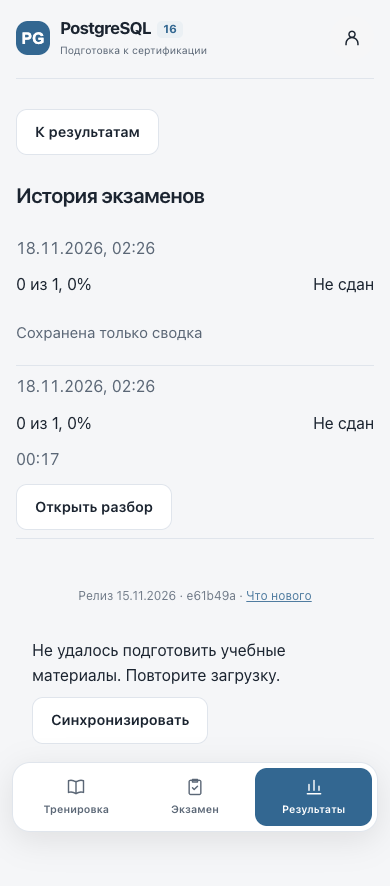 PG
PostgreSQL 16
Подготовка к сертификации
К результатам
История экзаменов
18.11.2026, 02:26
0 из 1, 0% Не сдан
Сохранена только сводка
18.11.2026, 02:26
0 из 1, 0% Не сдан
00:17
Открыть разбор
Релиз 15.11.2026 · e61b49a · Что нового
Не удалось подготовить учебные
материалы. Повторите загрузку.
Синхронизировать
Тренировка Экзамен Результаты